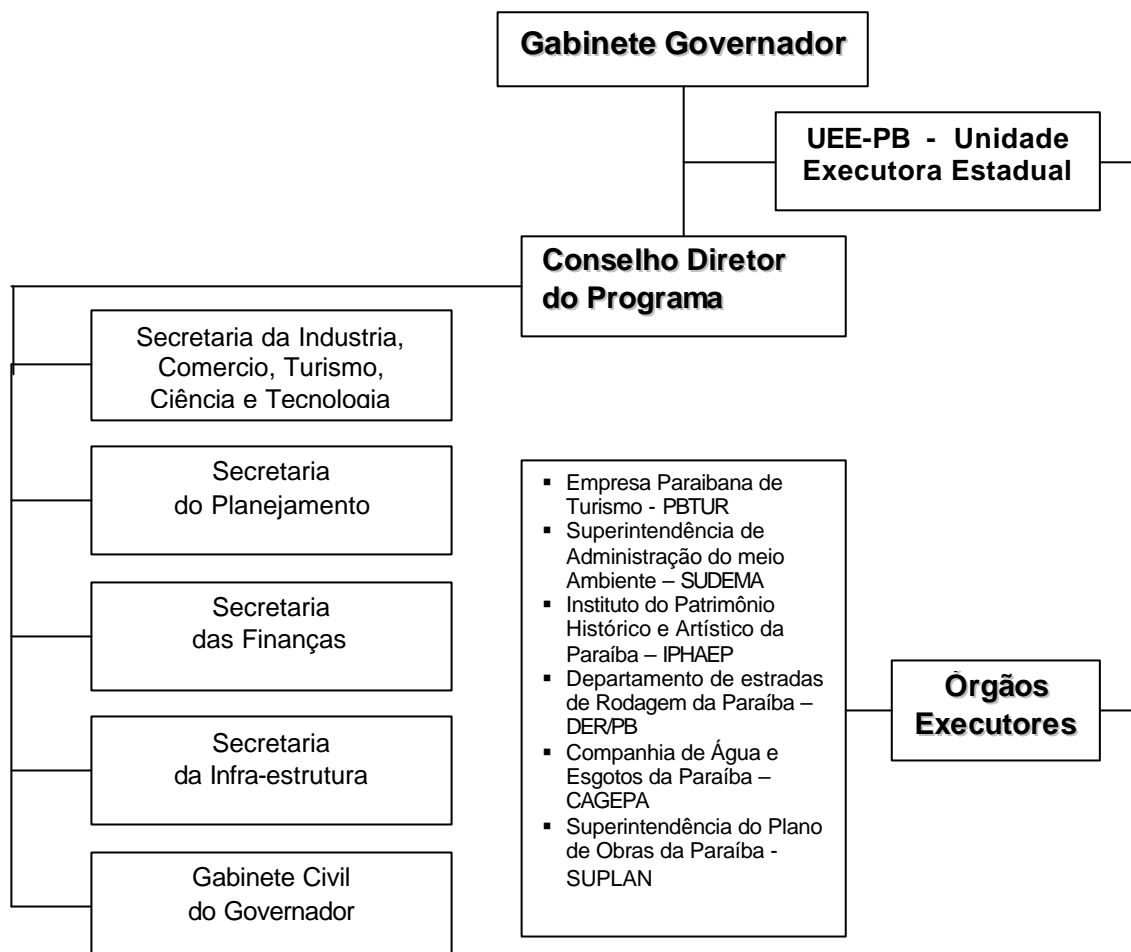 Gabinete Governador
UEE-PB - Unidade
Executora Estadual
Conselho Diretor
do Programa
Secretaria da Industria,
Comercio, Turismo,
Ciência e Tecnologia
Secretaria
do Planejamento
Secretaria
das Finanças
Secretaria
da Infra-estrutura
Gabinete Civil
do Governador
▪ Empresa Paraibana de
Turismo - PBTUR
▪ Superintendência de
Administração do meio
Ambiente – SUDEMA
▪ Instituto do Patrimônio
Histórico e Artístico da
Paraíba – IPHAEP
▪ Departamento de estradas
de Rodagem da Paraíba –
DER/PB
▪ Companhia de Água e
Esgotos da Paraíba –
CAGEPA
▪ Superintendência do Plano
de Obras da Paraíba -
SUPLAN
Órgãos
Executores